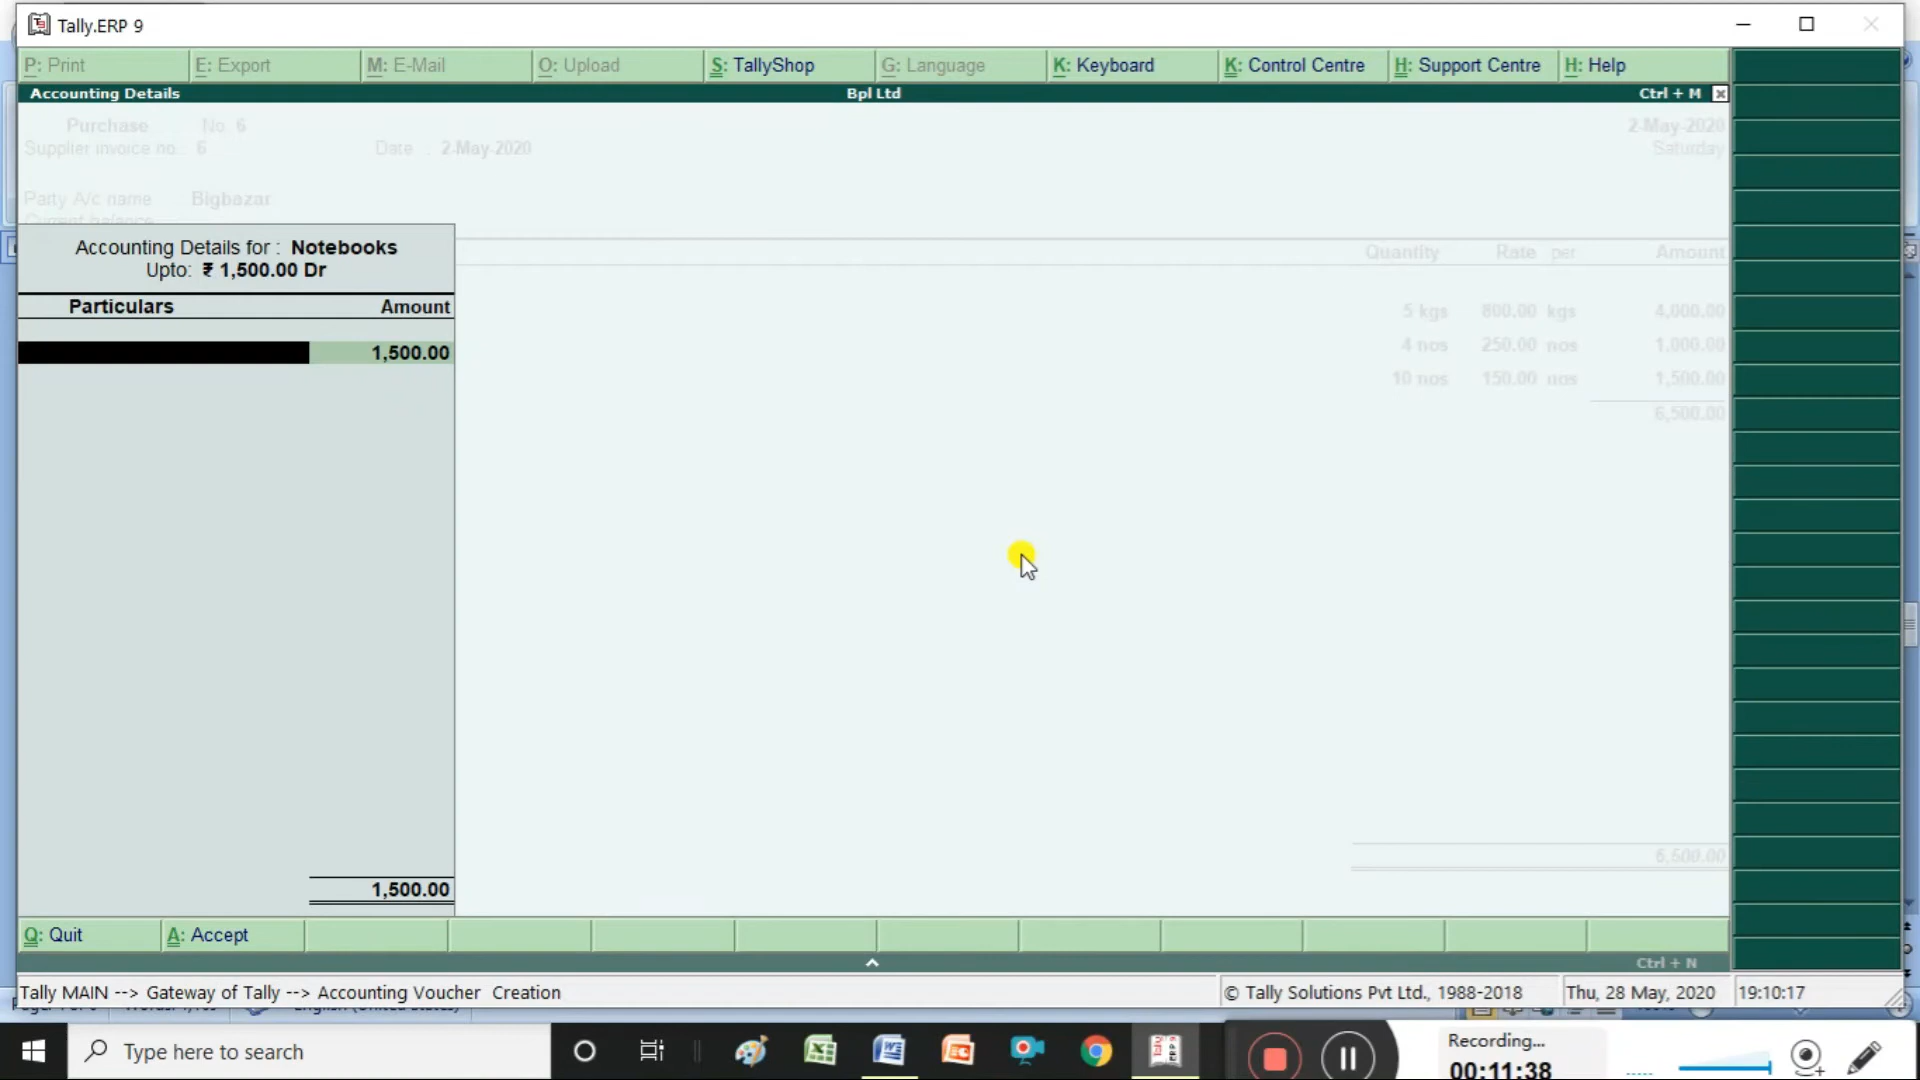 Tally.ERP 9
P: Print E: Export M: E-Mail O: Upload S: TallyShop G: Language K: Keyboard K: Control Centre H: Support Centre H: Help
Accounting Details Bpl Ltd Ctrl + M
Purchase No. 6 2-May-2020
Supplier invoice no.: 6 Date : 2-May-2020 Saturday
Party A/c name Bigbazar
Current balance
Accounting Details for : Notebooks
Upto: ₹ 1,500.00 Dr
Quantity Rate per Amount
Particulars Amount
5 kgs 800.00 kgs 4,000.00
4 nos 250.00 nos 1,000.00
1,500.00
10 nos 150.00 nos 1,500.00
6,500.00
6,500.00
1,500.00
Q: Quit A: Accept
Ctrl + N
Tally MAIN --> Gateway of Tally --> Accounting Voucher Creation © Tally Solutions Pvt Ltd., 1988-2018 Thu, 28 May, 2020 19:10:17
Type here to search
Recording...
00:11:38